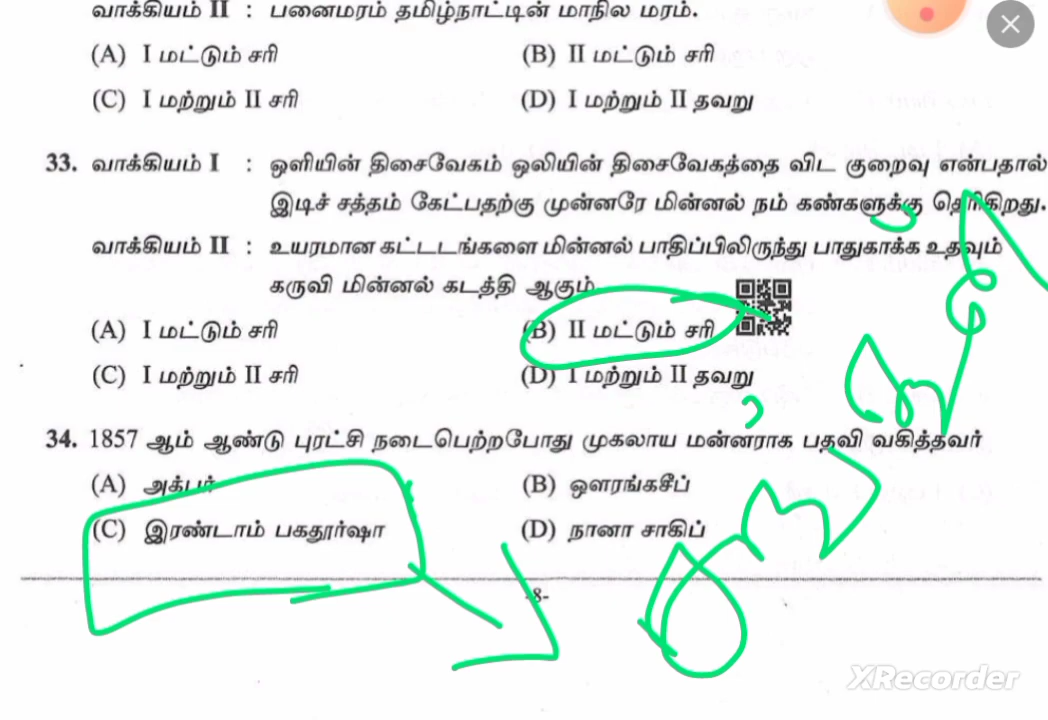 வாக்கியம் II : பனைமரம் தமிழ்நாட்டின் மாநில மரம்.
(A) I மட்டும் சரி (B) II மட்டும் சரி
(C) I மற்றும் II சரி (D) I மற்றும் II தவறு
33. வாக்கியம் I : ஒளியின் திசைவேகம் ஒலியின் திசைவேகத்தை விட குறைவு என்பதால்
இடிச் சத்தம் கேட்பதற்கு முன்னரே மின்னல் நம் கண்களுக்கு தெரிகிறது.
வாக்கியம் II : உயரமான கட்டடங்களை மின்னல் பாதிப்பிலிருந்து பாதுகாக்க உதவும்
கருவி மின்னல் கடத்தி ஆகும்
(A) I மட்டும் சரி (B) II மட்டும் சரி
(C) I மற்றும் II சரி (D) I மற்றும் II தவறு
34. 1857 ஆம் ஆண்டு புரட்சி நடைபெற்றபோது முகலாய மன்னராக பதவி வகித்தவர்
(A) அக்பர் (B) ஔரங்கசீப்
(C) இரண்டாம் பகதூர்ஷா (D) நானா சாகிப்
-8-
XRecorder